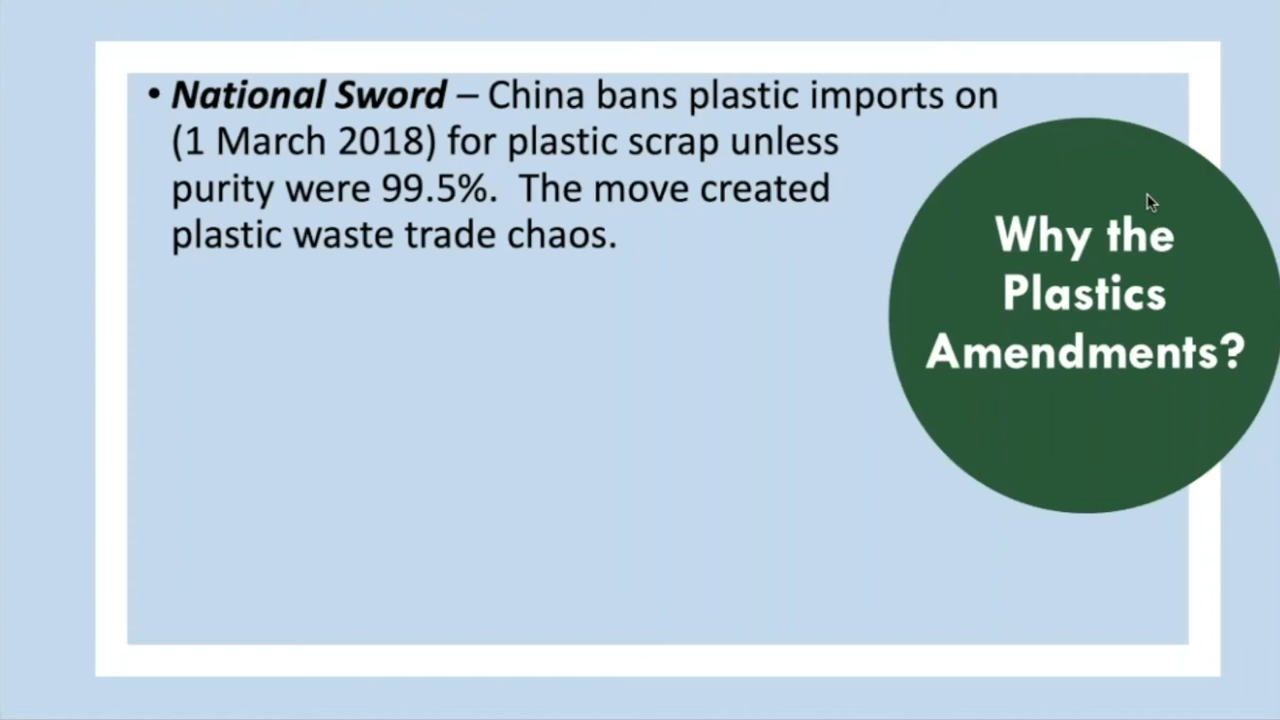 • National Sword – China bans plastic imports on
(1 March 2018) for plastic scrap unless
purity were 99.5%.  The move created
plastic waste trade chaos.
Why the
Plastics
Amendments?